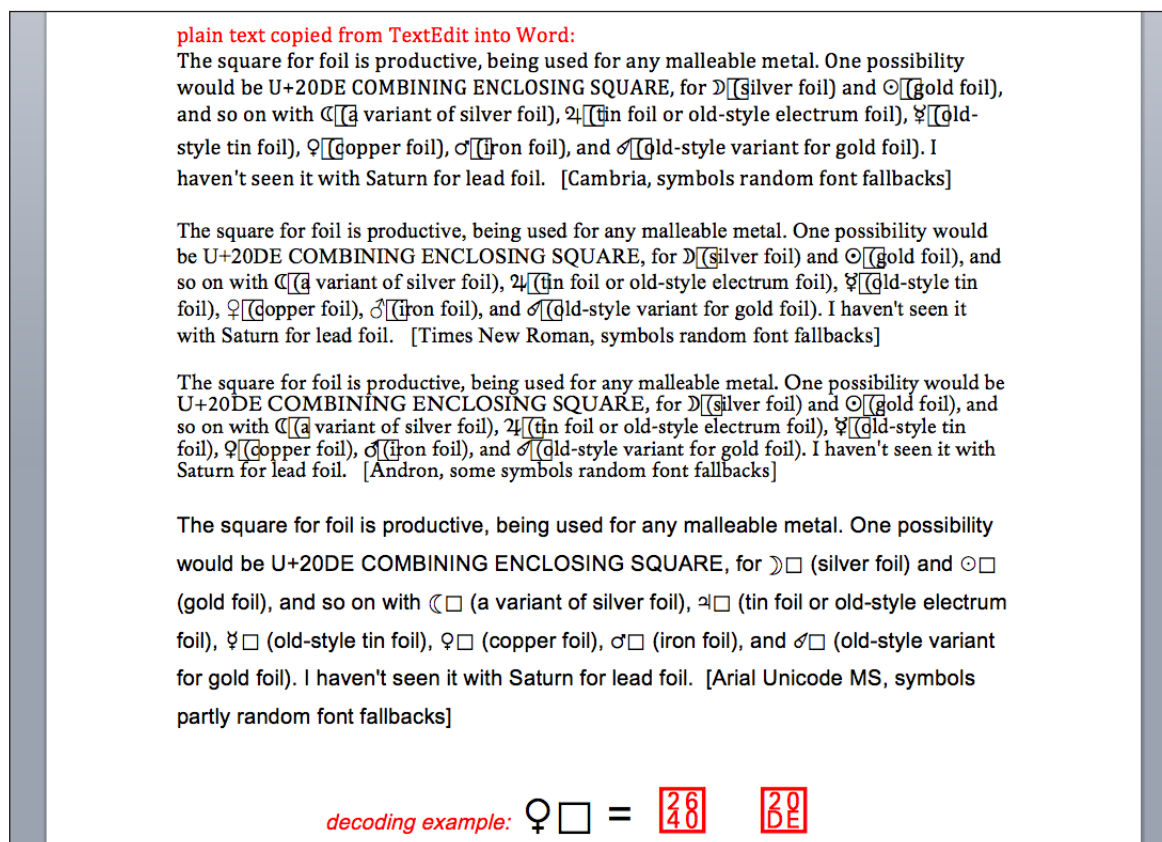 plain text copied from TextEdit into Word:
The square for foil is productive, being used for any malleable metal. One possibility
would be U+20DE COMBINING ENCLOSING SQUARE, for ☽⃞ (silver foil) and ☉⃞ (gold foil),
and so on with ☾⃞ (a variant of silver foil), ♃⃞ (tin foil or old-style electrum foil), ☿⃞ (old-
style tin foil), ♀⃞ (copper foil), ♂⃞ (iron foil), and ☄⃞ (old-style variant for gold foil). I
haven't seen it with Saturn for lead foil.   [Cambria, symbols random font fallbacks]
The square for foil is productive, being used for any malleable metal. One possibility would
be U+20DE COMBINING ENCLOSING SQUARE, for ☽⃞ (silver foil) and ☉⃞ (gold foil), and
so on with ☾⃞ (a variant of silver foil), ♃⃞ (tin foil or old-style electrum foil), ☿⃞ (old-style tin
foil), ♀⃞ (copper foil), ♂⃞ (iron foil), and ☄⃞ (old-style variant for gold foil). I haven't seen it
with Saturn for lead foil.   [Times New Roman, symbols random font fallbacks]
The square for foil is productive, being used for any malleable metal. One possibility would be
U+20DE COMBINING ENCLOSING SQUARE, for ☽⃞ (silver foil) and ☉⃞ (gold foil), and
so on with ☾⃞ (a variant of silver foil), ♃⃞ (tin foil or old-style electrum foil), ☿⃞ (old-style tin
foil), ♀⃞ (copper foil), ♂⃞ (iron foil), and ☄⃞ (old-style variant for gold foil). I haven't seen it with
Saturn for lead foil.   [Andron, some symbols random font fallbacks]
The square for foil is productive, being used for any malleable metal. One possibility
would be U+20DE COMBINING ENCLOSING SQUARE, for ☽⃞ (silver foil) and ☉⃞
(gold foil), and so on with ☾⃞ (a variant of silver foil), ♃⃞ (tin foil or old-style electrum
foil), ☿⃞ (old-style tin foil), ♀⃞ (copper foil), ♂⃞ (iron foil), and ☄⃞ (old-style variant
for gold foil). I haven't seen it with Saturn for lead foil.  [Arial Unicode MS, symbols
partly random font fallbacks]
decoding example: ♀⃞ = 2640 20DE